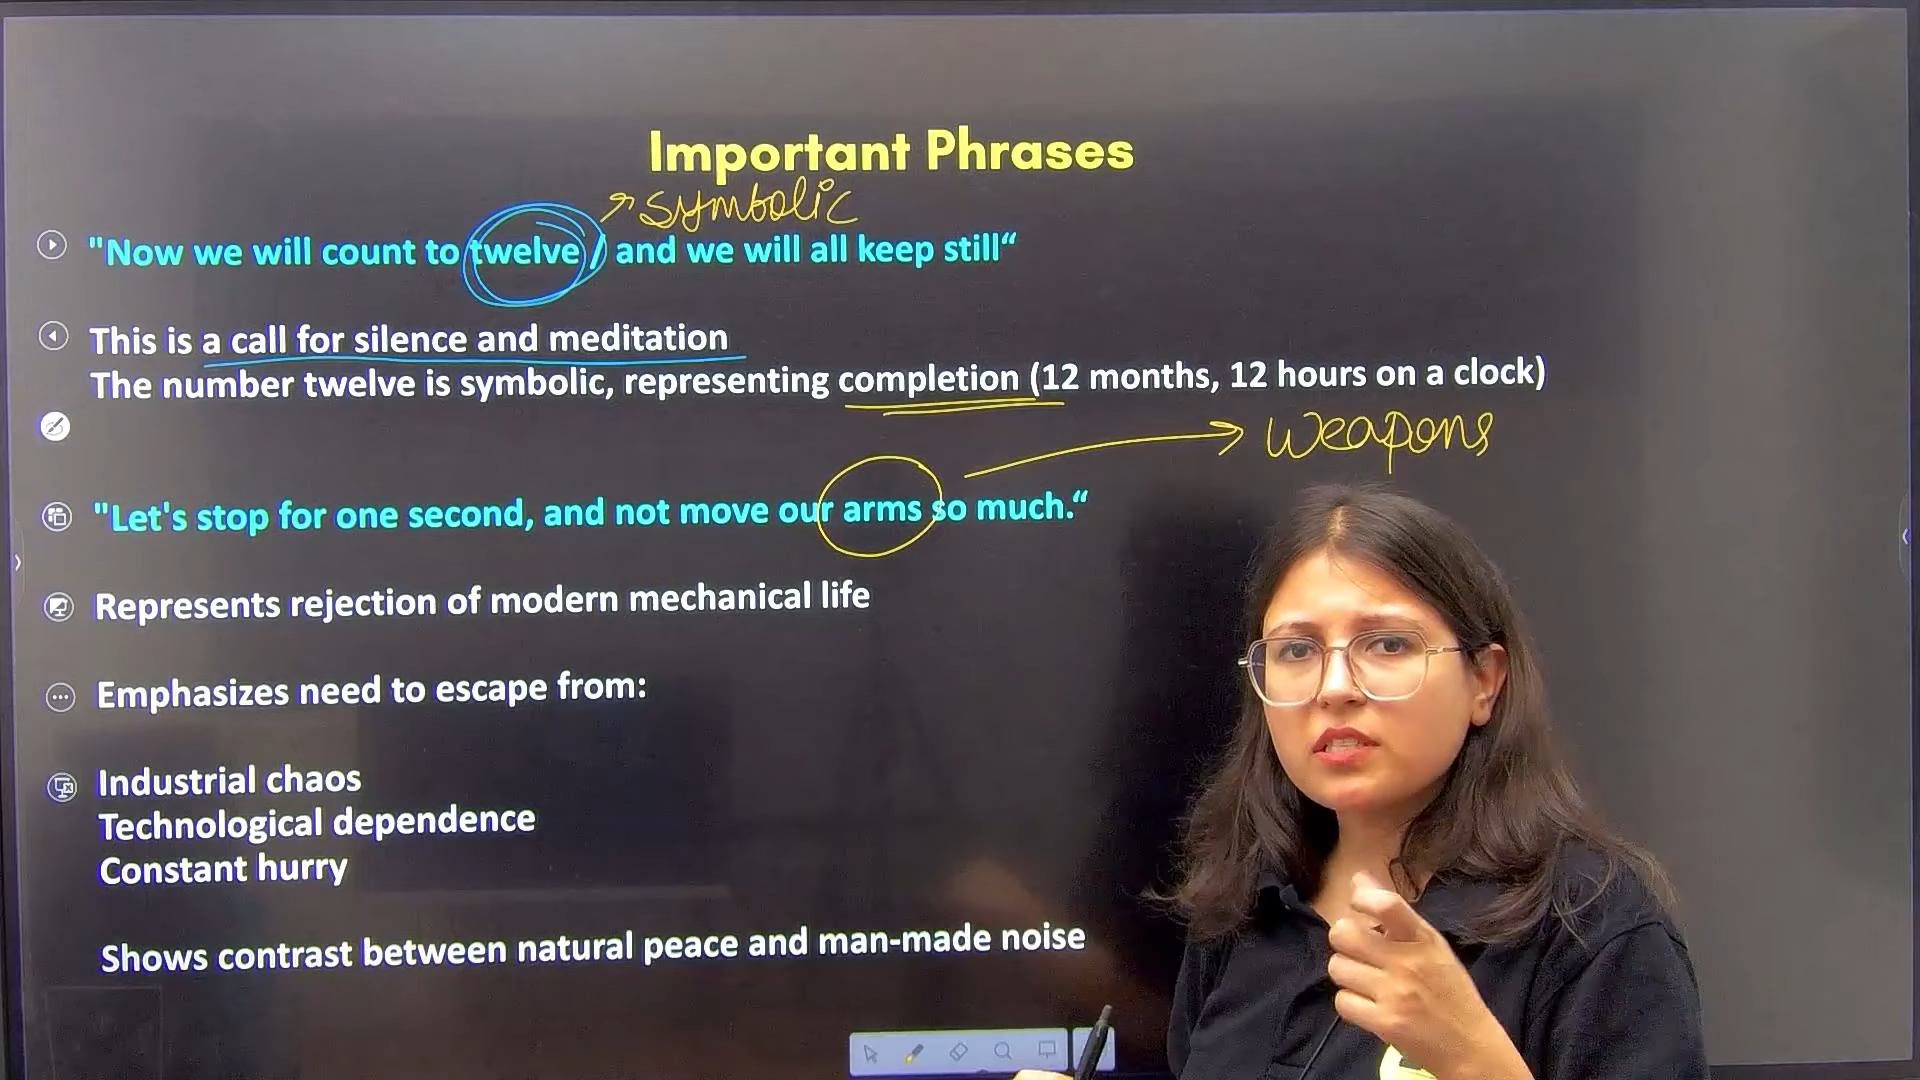 Important Phrases
symbolic
"Now we will count to twelve / and we will all keep still“
This is a call for silence and meditation
The number twelve is symbolic, representing completion (12 months, 12 hours on a clock)
weapons
"Let's stop for one second, and not move our arms so much.“
Represents rejection of modern mechanical life
Emphasizes need to escape from:
Industrial chaos
Technological dependence
Constant hurry
Shows contrast between natural peace and man-made noise